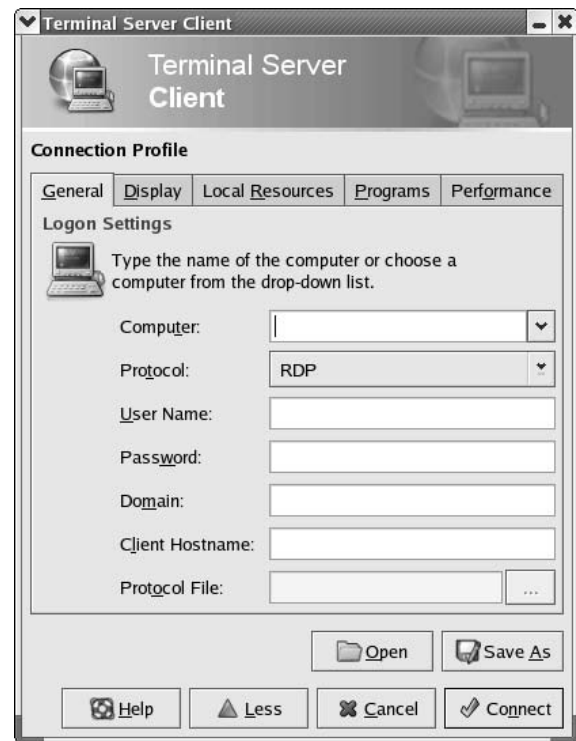 Terminal Server Client
Terminal Server
Client
Connection Profile
General Display Local Resources Programs Performance
Logon Settings
Type the name of the computer or choose a
computer from the drop-down list.
Computer:
Protocol: RDP
User Name:
Password:
Domain:
Client Hostname:
Protocol File: ...
Open Save As
Help Less Cancel Connect